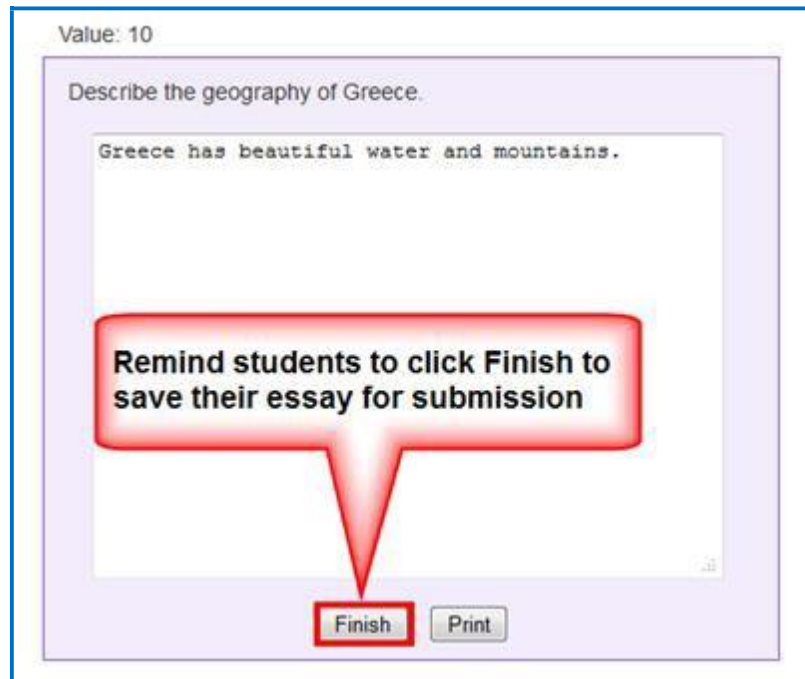 Value: 10
Describe the geography of Greece.
Greece has beautiful water and mountains.
Remind students to click Finish to
save their essay for submission
Finish Print